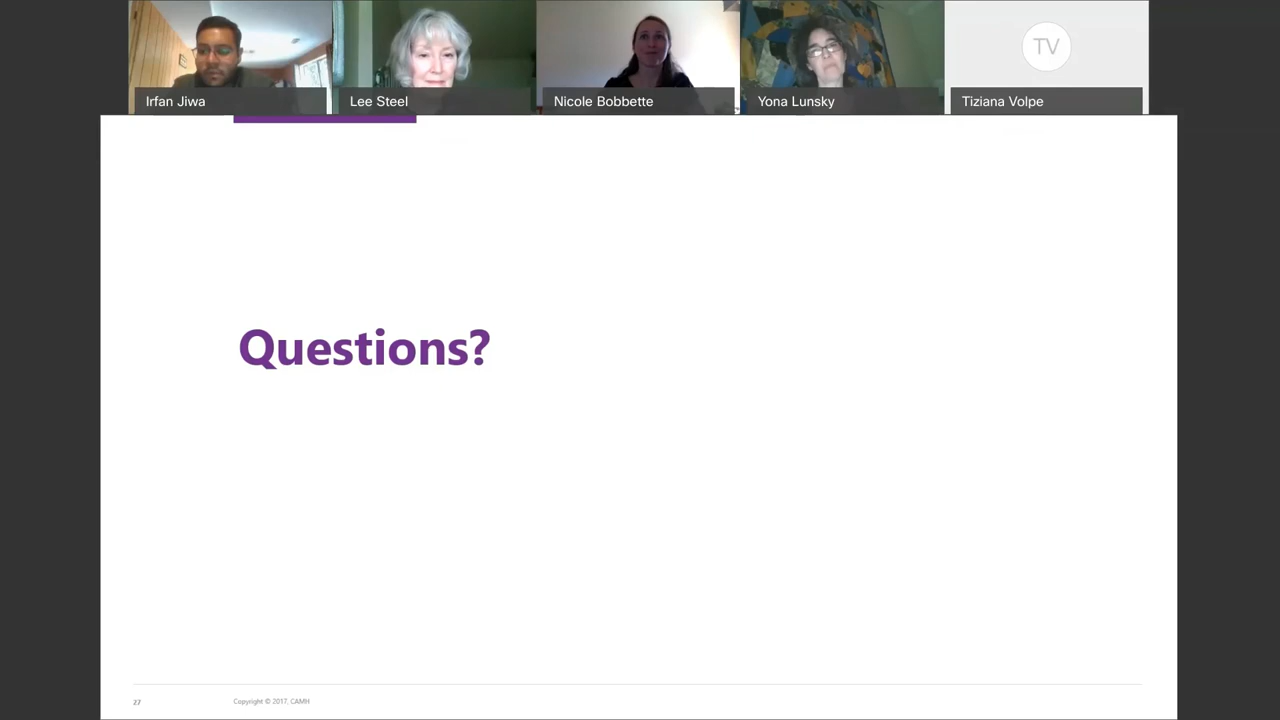 Irfan Jiwa
Lee Steel
Nicole Bobbette
Yona Lunsky
TV
Tiziana Volpe
Questions?
27
Copyright © 2017, CAMH